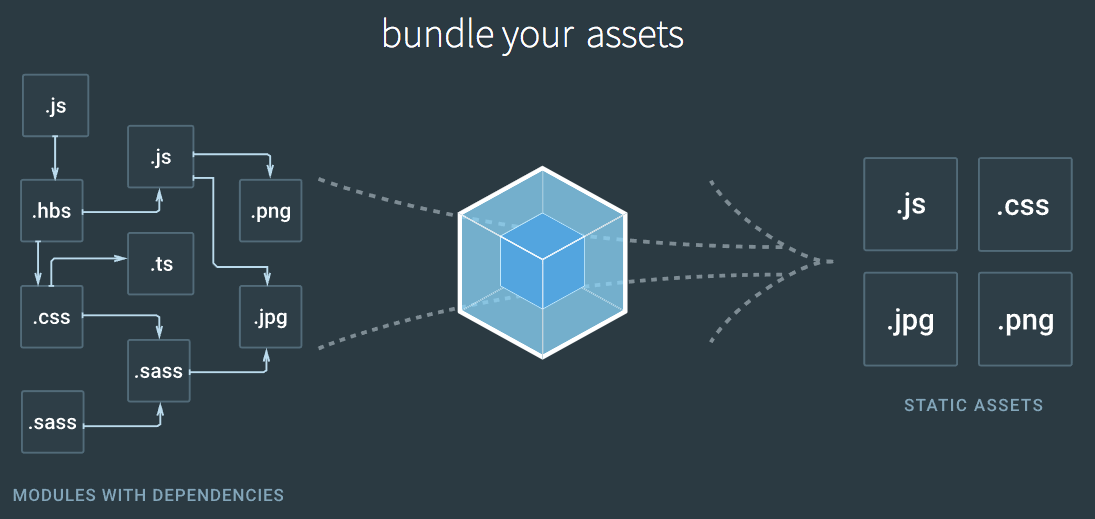 bundle your assets
.js
.js
.hbs
.png
.ts
.css
.jpg
.sass
.sass
MODULES WITH DEPENDENCIES
.js
.css
.jpg
.png
STATIC ASSETS